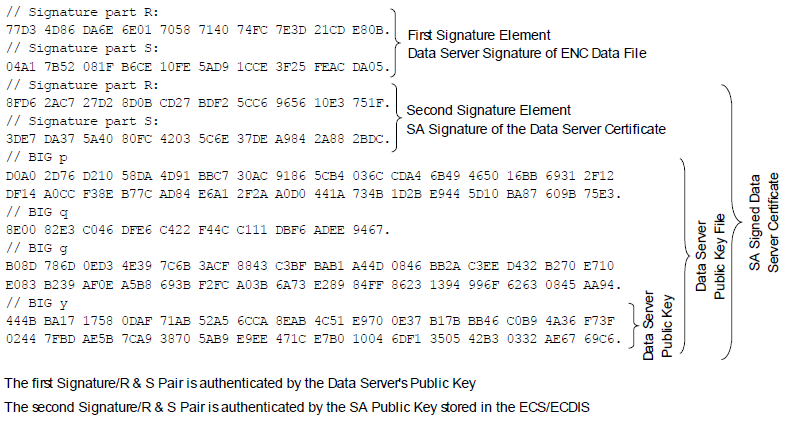 // Signature part R:
77D3 4D86 DA6E 6E01 7058 7140 74FC 7E3D 21CD E80B.
// Signature part S:
04A1 7B52 081F B6CE 10FE 5AD9 1CCE 3F25 FEAC DA05.
First Signature Element
Data Server Signature of ENC Data File
// Signature part R:
8FD6 2AC7 27D2 8D0B CD27 BDF2 5CC6 9656 10E3 751F.
// Signature part S:
3DE7 DA37 5A40 80FC 4203 5C6E 37DE A984 2A88 2BDC.
Second Signature Element
SA Signature of the Data Server Certificate
// BIG p
D0A0 2D76 D210 58DA 4D91 BBC7 30AC 9186 5CB4 036C CDA4 6B49 4650 16BB 6931 2F12
DF14 A0CC F38E B77C AD84 E6A1 2F2A A0D0 441A 734B 1D2B E944 5D10 BA87 609B 75E3.
// BIG q
8E00 82E3 C046 DFE6 C422 F44C C111 DBF6 ADEE 9467.
// BIG g
B08D 786D 0ED3 4E39 7C6B 3ACF 8843 C3BF BAB1 A44D 0846 BB2A C3EE D432 B270 E710
E083 B239 AF0E A5B8 693B F2FC A03B 6A73 E289 84FF 8623 1394 996F 6263 0845 AA94.
// BIG y
444B BA17 1758 0DAF 71AB 52A5 6CCA 8EAB 4C51 E970 0E37 B17B BB46 C0B9 4A36 F73F
0244 7FBD AE5B 7CA9 3870 5AB9 E9EE 471C E7B0 1004 6DF1 3505 42B3 0332 AE67 69C6.
Data Server
Public Key
Data Server
Public Key File
SA Signed Data
Server Certificate
The first Signature/R & S Pair is authenticated by the Data Server's Public Key
The second Signature/R & S Pair is authenticated by the SA Public Key stored in the ECS/ECDIS